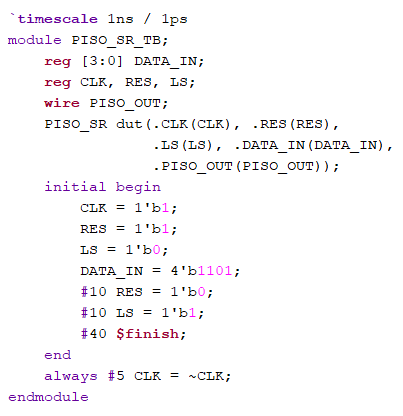 `timescale 1ns / 1ps
module PISO_SR_TB;
reg [3:0] DATA_IN;
reg CLK, RES, LS;
wire PISO_OUT;
PISO_SR dut(.CLK(CLK), .RES(RES),
.LS(LS), .DATA_IN(DATA_IN),
.PISO_OUT(PISO_OUT));
initial begin
CLK = 1'b1;
RES = 1'b1;
LS = 1'b0;
DATA_IN = 4'b1101;
#10 RES = 1'b0;
#10 LS = 1'b1;
#40 $finish;
end
always #5 CLK = ~CLK;
endmodule